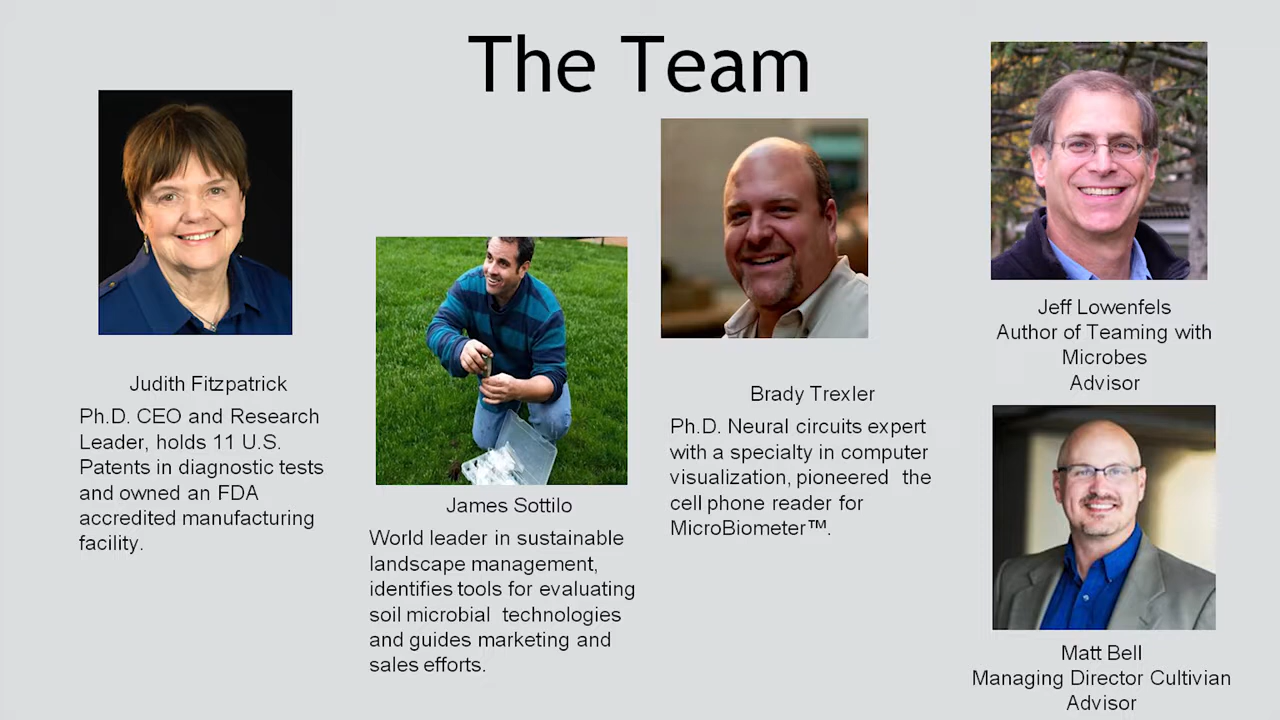 The Team
Judith Fitzpatrick
Ph.D. CEO and Research
Leader, holds 11 U.S.
Patents in diagnostic tests
and owned an FDA
accredited manufacturing
facility.
James Sottilo
World leader in sustainable
landscape management,
identifies tools for evaluating
soil microbial technologies
and guides marketing and
sales efforts.
Brady Trexler
Ph.D. Neural circuits expert
with a specialty in computer
visualization, pioneered the
cell phone reader for
MicroBiometer™.
Jeff Lowenfels
Author of Teaming with
Microbes
Advisor
Matt Bell
Managing Director Cultivian
Advisor